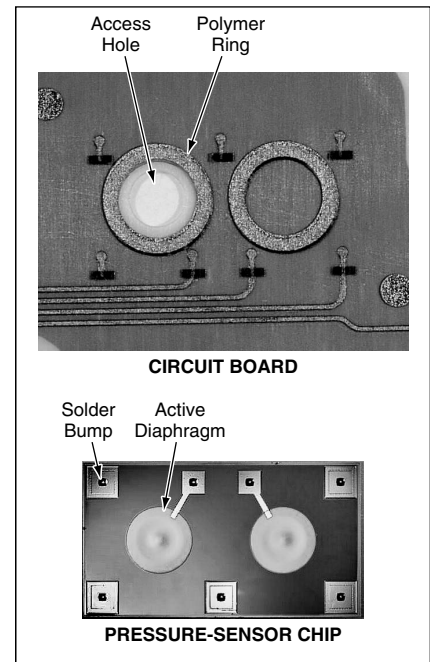 Access
Hole
Polymer
Ring
CIRCUIT BOARD
Solder
Bump
Active
Diaphragm
PRESSURE-SENSOR CHIP